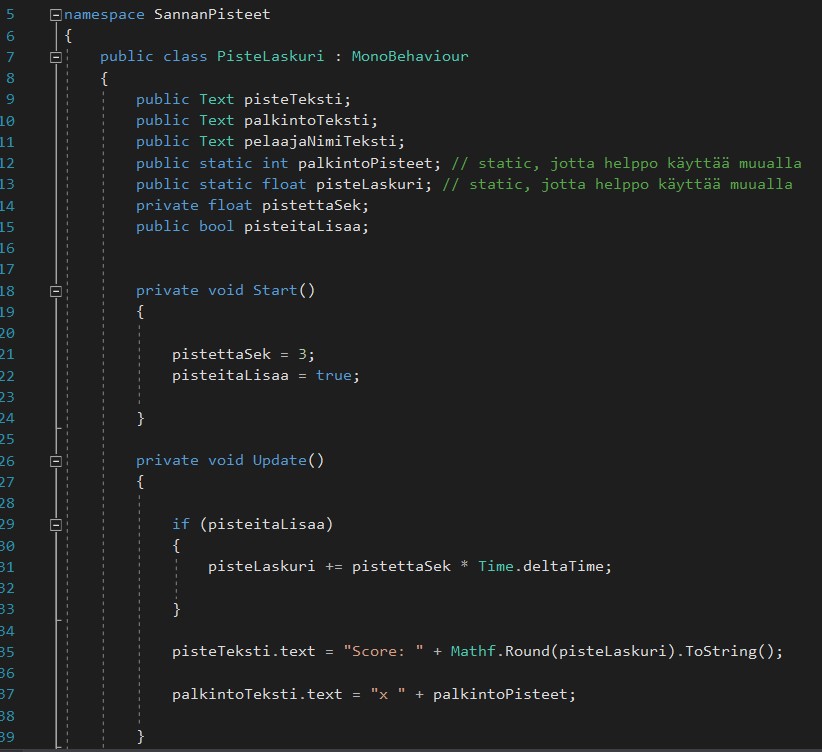 5 namespace SannanPisteet
6 {
7 public class PisteLaskuri : MonoBehaviour
8 {
9 public Text pisteTeksti;
10 public Text palkintoTeksti;
11 public Text pelaajaNimiTeksti;
12 public static int palkintoPisteet; // static, jotta helppo käyttää muualla
13 public static float pisteLaskuri; // static, jotta helppo käyttää muualla
14 private float pistettaSek;
15 public bool pisteitaLisaa;
16
17
18 private void Start()
19 {
20
21 pistettaSek = 3;
22 pisteitaLisaa = true;
23
24 }
25
26 private void Update()
27 {
28
29 if (pisteitaLisaa)
30 {
31 pisteLaskuri += pistettaSek * Time.deltaTime;
32
33 }
34
35 pisteTeksti.text = "Score: " + Mathf.Round(pisteLaskuri).ToString();
36
37 palkintoTeksti.text = "x " + palkintoPisteet;
38
39 }